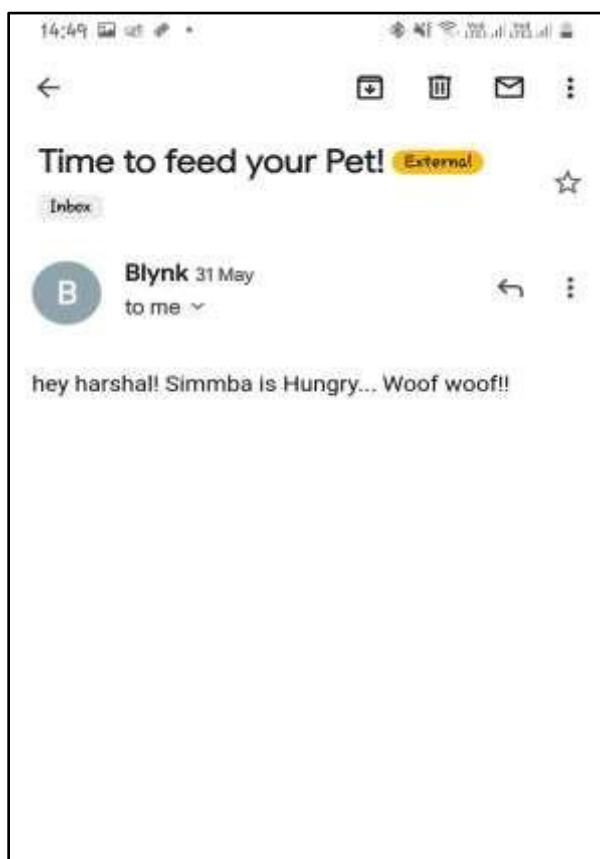 14:49
Time to feed your Pet! External
Inbox
B
Blynk 31 May
to me
hey harshal! Simmba is Hungry... Woof woof!!